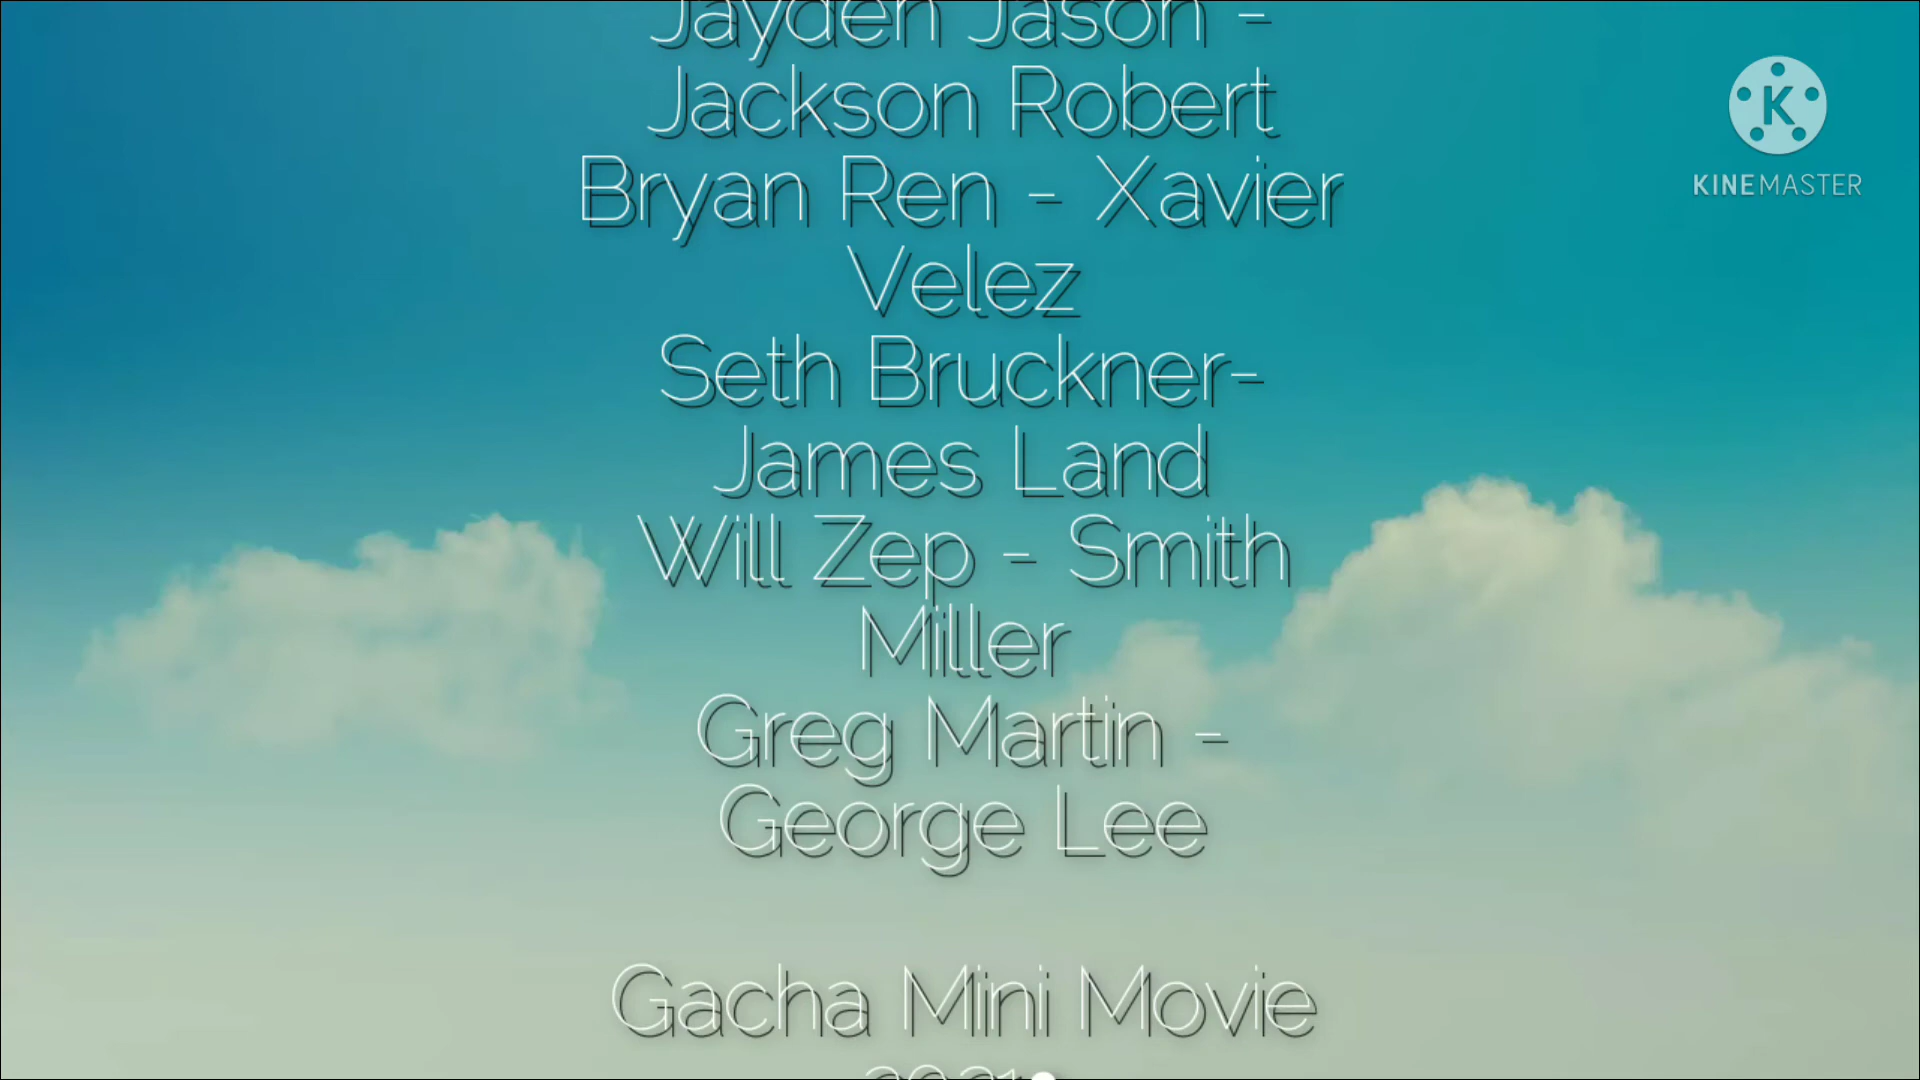 Jayden Jason -
Jackson Robert
Bryan Ren - Xavier
Velez
Seth Bruckner-
James Land
Will Zep - Smith
Miller
Greg Martin -
George Lee
Gacha Mini Movie
2021
K
KINEMASTER